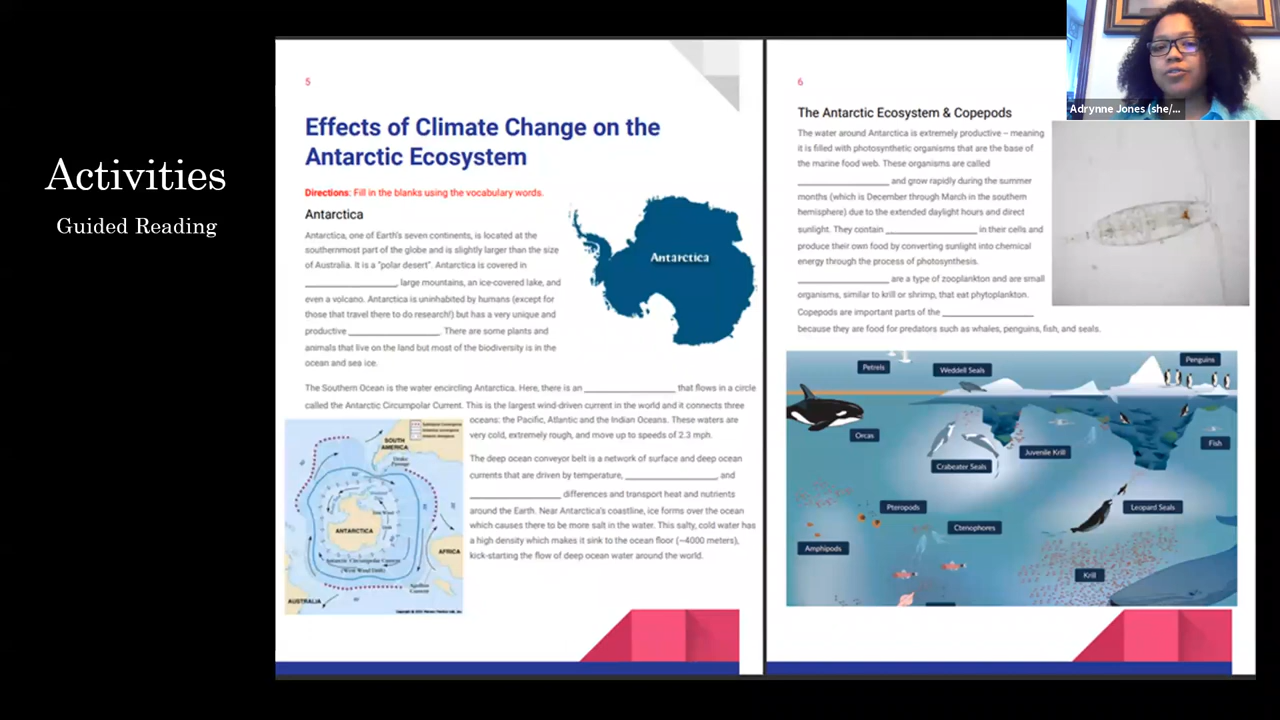 Activities
Guided Reading
5
Effects of Climate Change on the
Antarctic Ecosystem
Directions: Fill in the blanks using the vocabulary words.
Antarctica
Antarctica, one of Earth's seven continents, is located at the
southernmost part of the globe and is slightly larger than the size
of Australia. It is a "polar desert". Antarctica is covered in
____________________, large mountains, an ice-covered lake, and
even a volcano. Antarctica is uninhabited by humans (except for
those that travel there to do research!) but has a very unique and
productive ____________________. There are some plants and
animals that live on the land but most of the biodiversity is in the
ocean and sea ice.
Antarctica
The Southern Ocean is the water encircling Antarctica. Here, there is an ____________________ that flows in a circle
called the Antarctic Circumpolar Current. This is the largest wind-driven current in the world and it connects three
oceans: the Pacific, Atlantic and the Indian Oceans. These waters are
very cold, extremely rough, and move up to speeds of 2.3 mph.
The deep ocean conveyor belt is a network of surface and deep ocean
currents that are driven by temperature, ____________________, and
____________________ differences and transport heat and nutrients
around the Earth. Near Antarctica's coastline, ice forms over the ocean
which causes there to be more salt in the water. This salty, cold water has
a high density which makes it sink to the ocean floor (~4000 meters),
kick-starting the flow of deep ocean water around the world.
SOUTH
AMERICA
Drake
Passage
ANTARCTICA
AFRICA
Antarctic Circumpolar Current
(West Wind Drift)
Agulhas
Current
AUSTRALIA
6
The Antarctic Ecosystem & Copepods
The water around Antarctica is extremely productive – meaning
it is filled with photosynthetic organisms that are the base of
the marine food web. These organisms are called
____________________ and grow rapidly during the summer
months (which is December through March in the southern
hemisphere) due to the extended daylight hours and direct
sunlight. They contain ____________________ in their cells and
produce their own food by converting sunlight into chemical
energy through the process of photosynthesis.
____________________ are a type of zooplankton and are small
organisms, similar to krill or shrimp, that eat phytoplankton.
Copepods are important parts of the ____________________
because they are food for predators such as whales, penguins, fish, and seals.
Petrels
Weddell Seals
Penguins
Orcas
Crabeater Seals
Juvenile Krill
Fish
Pteropods
Ctenophores
Leopard Seals
Amphipods
Krill
Adrynne Jones (she/...